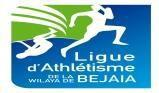 Ligue
d'Athlétisme
DE LA
WILAYA DE BEJAIA